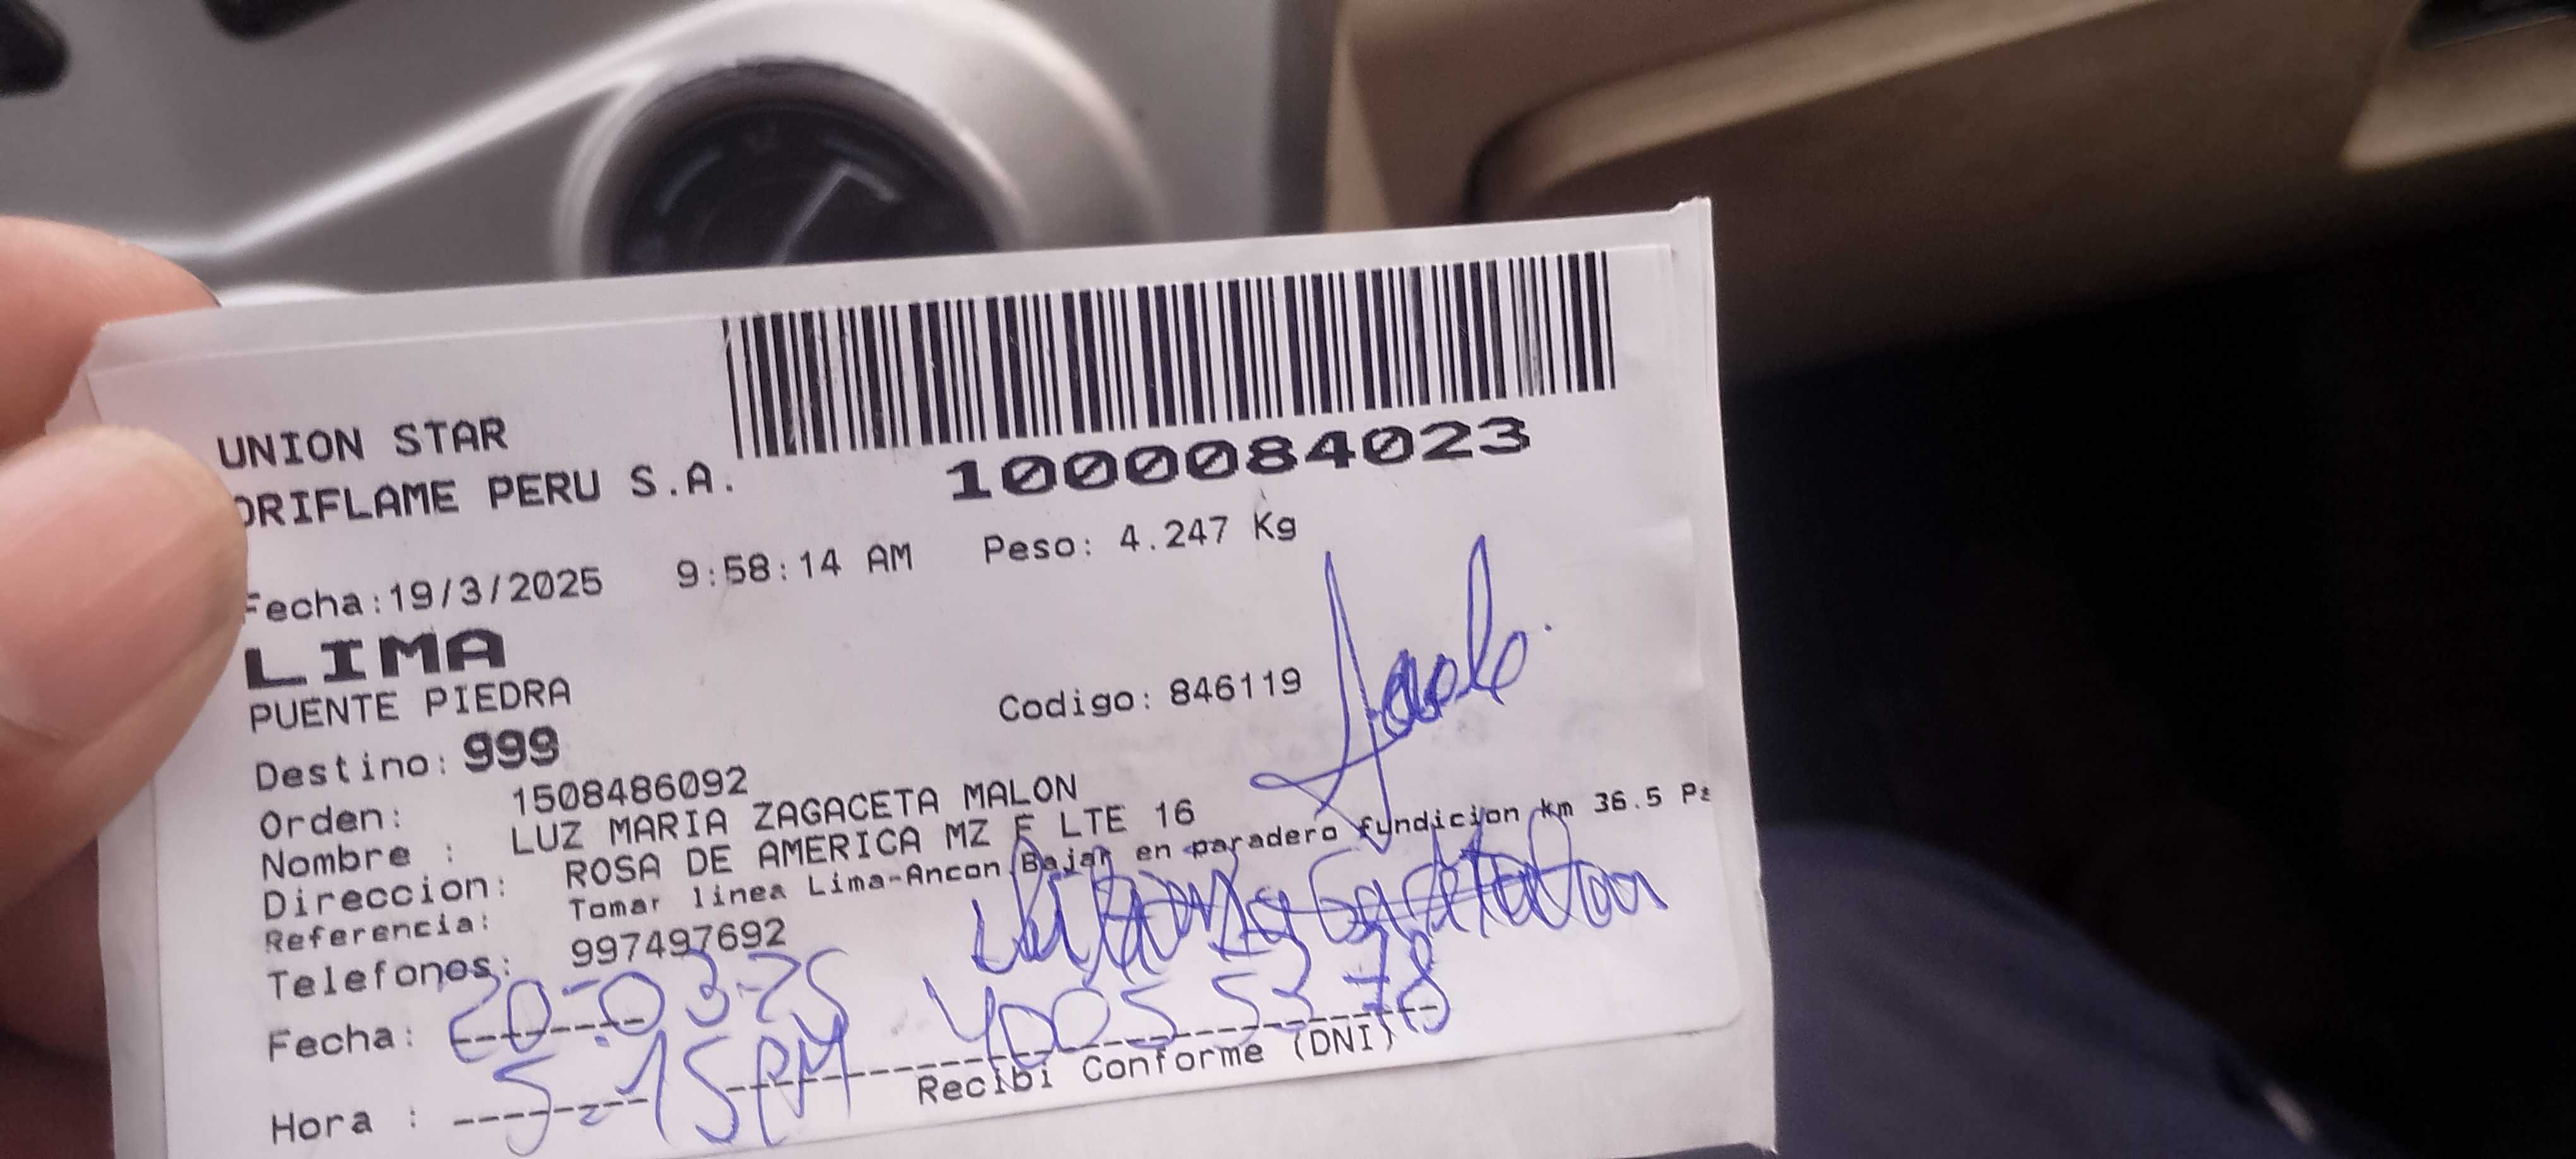 UNION STAR
ORIFLAME PERU S.A.
1000084023
Fecha:19/3/2025 9:58:14 AM Peso: 4.247 Kg
LIMA
PUENTE PIEDRA
Codigo: 846119
Destino: 999
Orden: 1508486092
Nombre : LUZ MARIA ZAGACETA MALON
Direccion: ROSA DE AMERICA MZ F LTE 16
Referencia: Tomar linea Lima-Ancon Bajar en paradero fundicion km 36.5
Telefonos: 997497692
Fecha: 20-03-25
40055378
Hora : 5:15PM
Recibi Conforme (DNI)